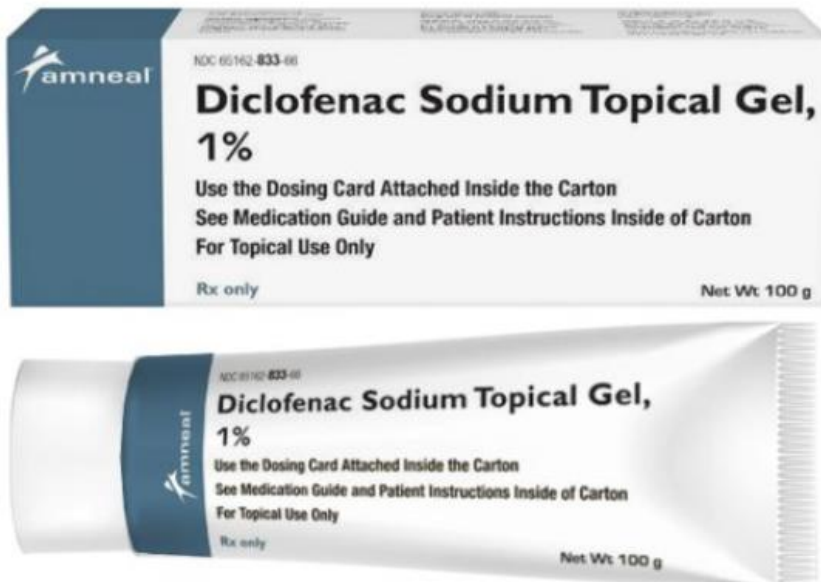 amneal
NDC 65162-833-66
Diclofenac Sodium Topical Gel,
1%
Use the Dosing Card Attached Inside the Carton
See Medication Guide and Patient Instructions Inside of Carton
For Topical Use Only
Rx only
Net Wt 100 g
NDC 65162-833-66
Diclofenac Sodium Topical Gel,
1%
amneal
Use the Dosing Card Attached Inside the Carton
See Medication Guide and Patient Instructions Inside of Carton
For Topical Use Only
Rx only
Net Wt 100 g